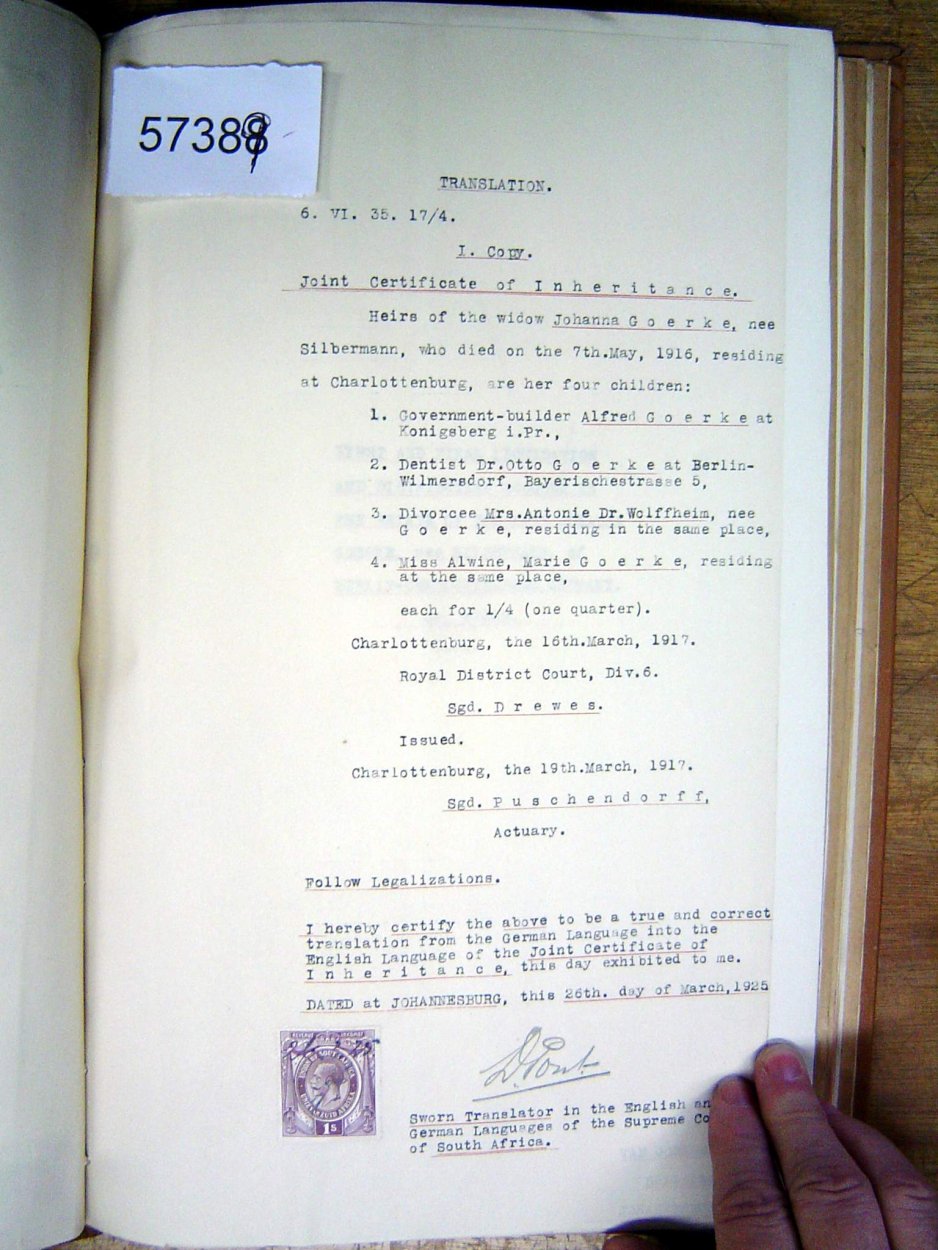 57389
TRANSLATION.
6. VI. 35. 17/4.
I. Copy.
Joint Certificate of I n h e r i t a n c e.
Heirs of the widow Johanna G o e r k e, nee
Silbermann, who died on the 7th.May, 1916, residing
at Charlottenburg, are her four children:
1. Government-builder Alfred G o e r k e at
Konigsberg i.Pr.,
2. Dentist Dr.Otto G o e r k e at Berlin-
Wilmersdorf, Bayerischestrasse 5,
3. Divorcee Mrs.Antonie Dr.Wolffheim, nee
G o e r k e, residing in the same place,
4. Miss Alwine, Marie G o e r k e, residing
at the same place,
each for 1/4 (one quarter).
Charlottenburg, the 16th.March, 1917.
Royal District Court, Div.6.
Sgd. D r e w e s.
Issued.
Charlottenburg, the 19th.March, 1917.
Sgd. P u s c h e n d o r f f,
Actuary.
Follow Legalizations.
I hereby certify the above to be a true and correct
translation from the German Language into the
English Language of the Joint Certificate of
I n h e r i t a n c e, this day exhibited to me.
DATED at JOHANNESBURG, this 26th. day of March,1925
D. Pont
1s
Sworn Translator in the English an
German Languages of the Supreme Co
of South Africa.